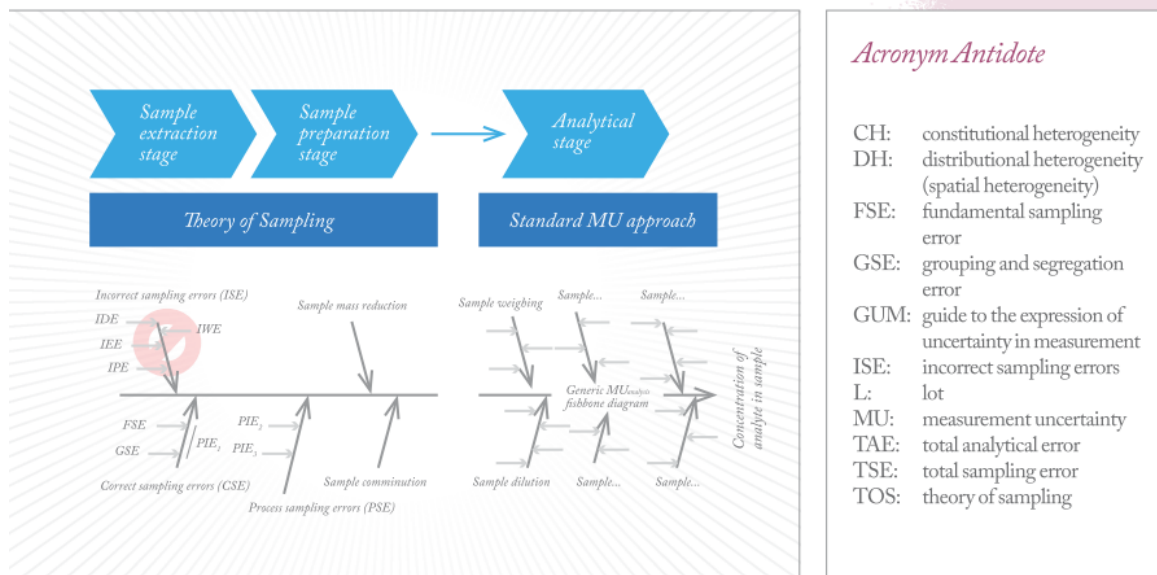 Sample
extraction
stage
Sample
preparation
stage
Analytical
stage
Theory of Sampling
Standard MU approach
Incorrect sampling errors (ISE)
IDE
IWE
IEE
IPE
Sample mass reduction
FSE
GSE
PIE
Correct sampling errors (CSE)
PIE
PIE
Process sampling errors (PSE)
Sample comminution
Sample weighing
Sample...
Sample...
Generic MUanalysis
fishbone diagram
Sample dilution
Sample...
Sample...
Concentration of
analyte in sample
Acronym Antidote
CH: constitutional heterogeneity
DH: distributional heterogeneity
(spatial heterogeneity)
FSE: fundamental sampling
error
GSE: grouping and segregation
error
GUM: guide to the expression of
uncertainty in measurement
ISE: incorrect sampling errors
L: lot
MU: measurement uncertainty
TAE: total analytical error
TSE: total sampling error
TOS: theory of sampling